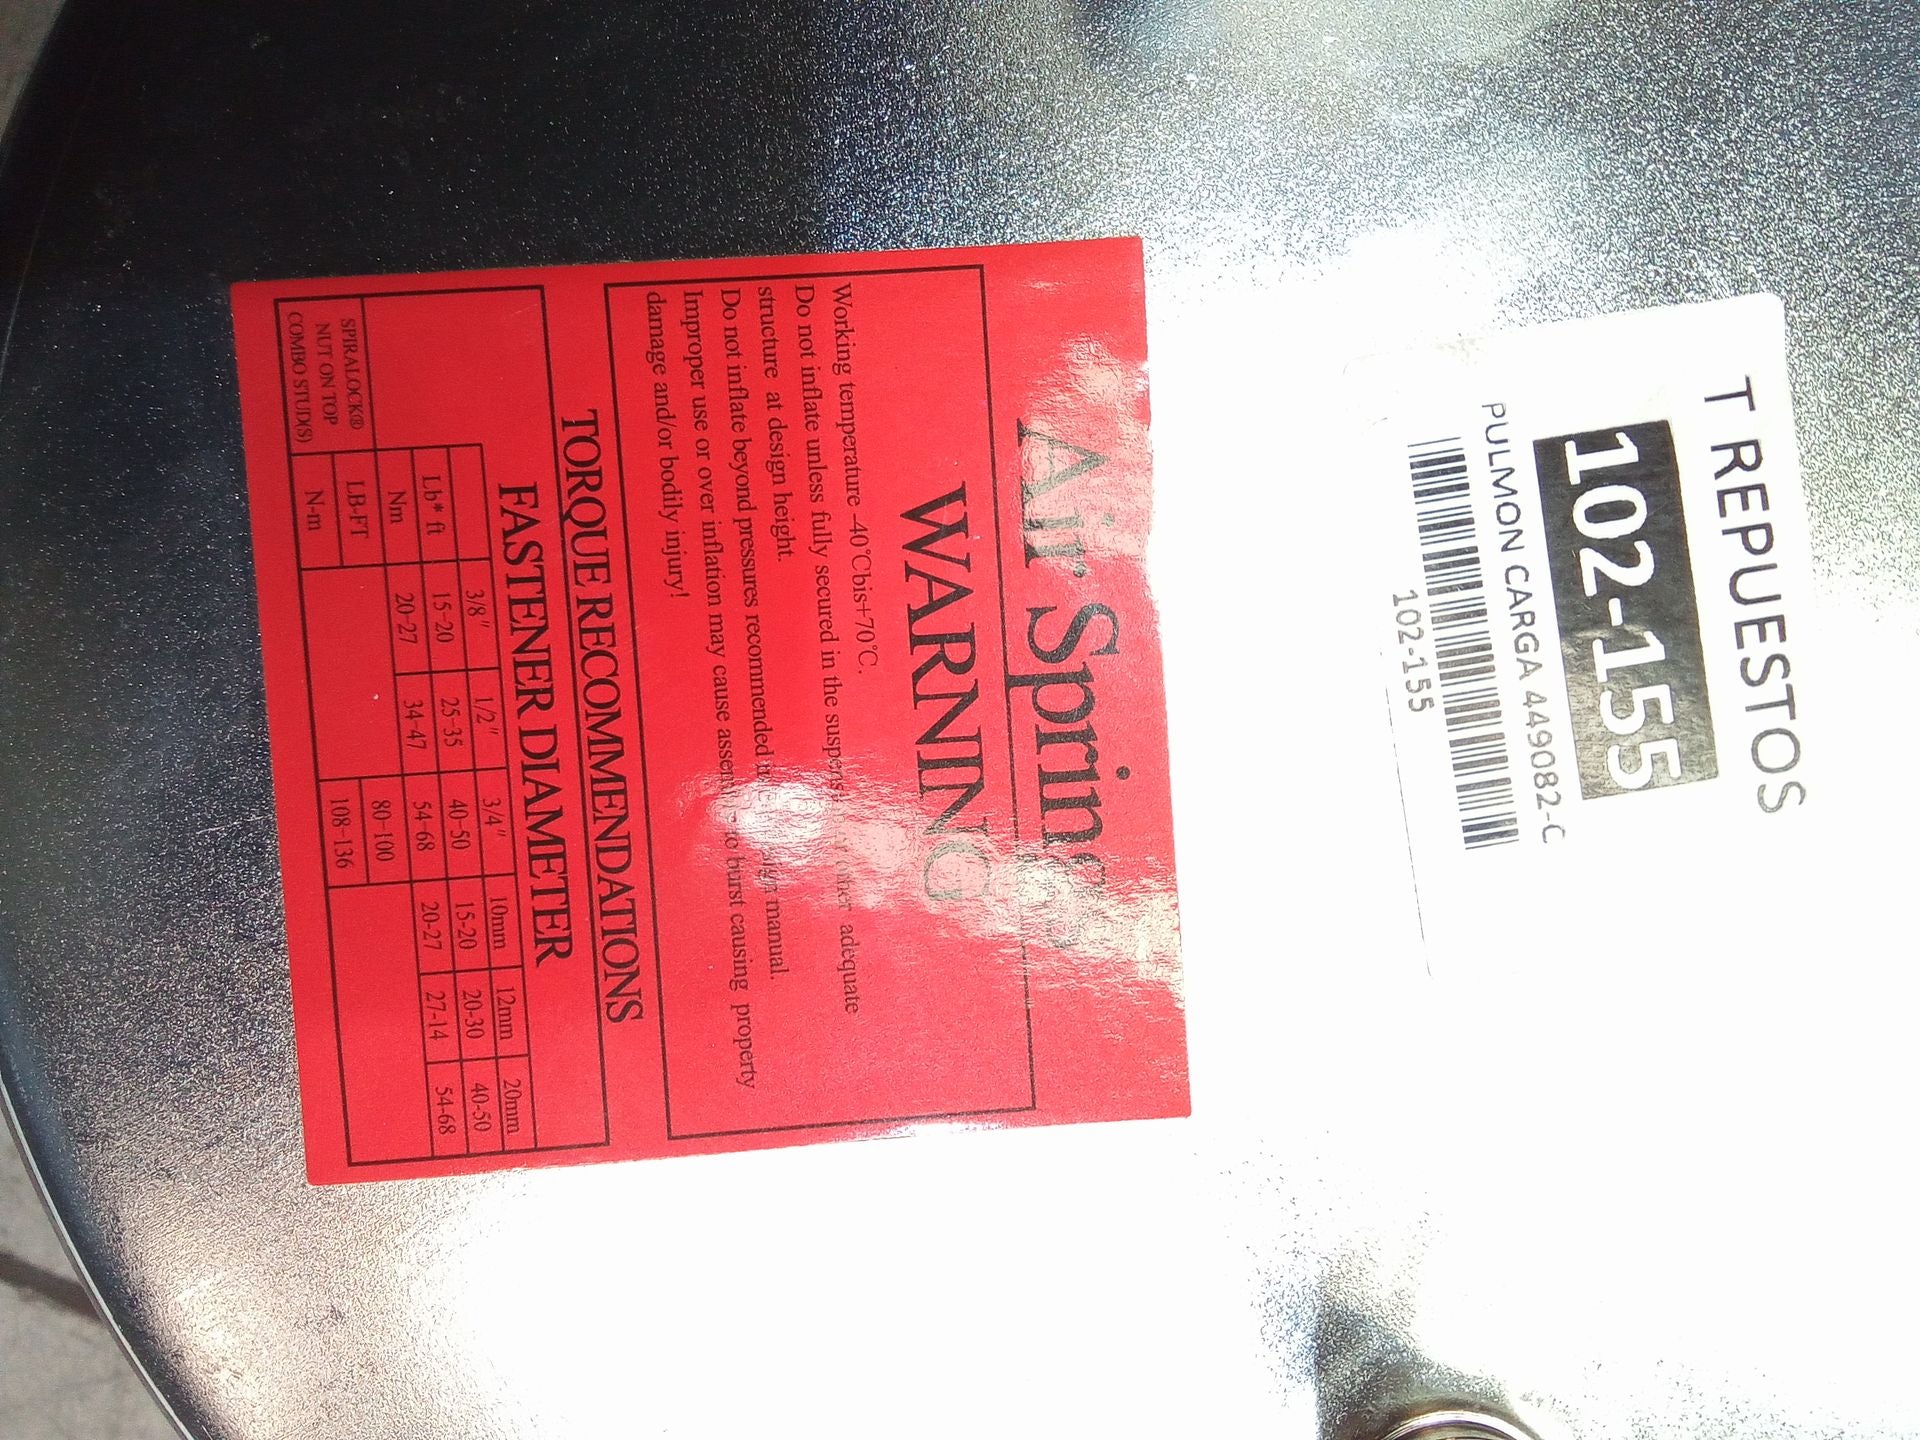 T REPUESTOS
102-155
PULMON CARGA 449082-C
102-155
Air Spring
WARNING
Working temperature -40°Cbis+70°C.
Do not inflate unless fully secured in the adequate
structure at design height.
Do not inflate beyond pressures recommended manual.
Improper use or over inflation may cause to burst causing property
damage and/or bodily injury!
TORQUE RECOMMENDATIONS
FASTENER DIAMETER
3/8" 1/2" 3/4" 10mm 12mm 20mm
Lb* ft 15-20 25-35 40-50 15-20 20-30 40-50
Nm 20-27 34-47 54-68 20-27 27-14 54-68
SPIRALOCK®
NUT ON TOP
COMBO STUD(S)
LB-FT 80-100
N-m 108-136